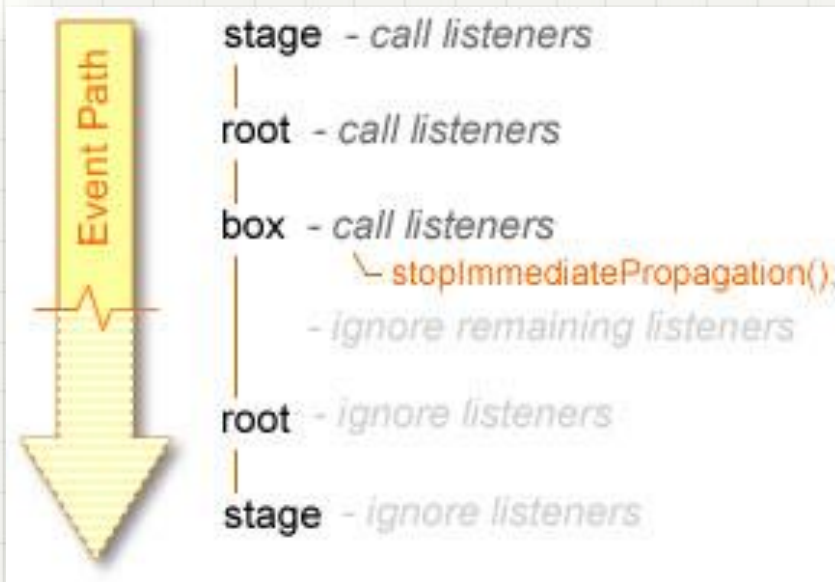 Event Path
stage - call listeners
root - call listeners
box - call listeners
stopImmediatePropagation();
- ignore remaining listeners
root - ignore listeners
stage - ignore listeners